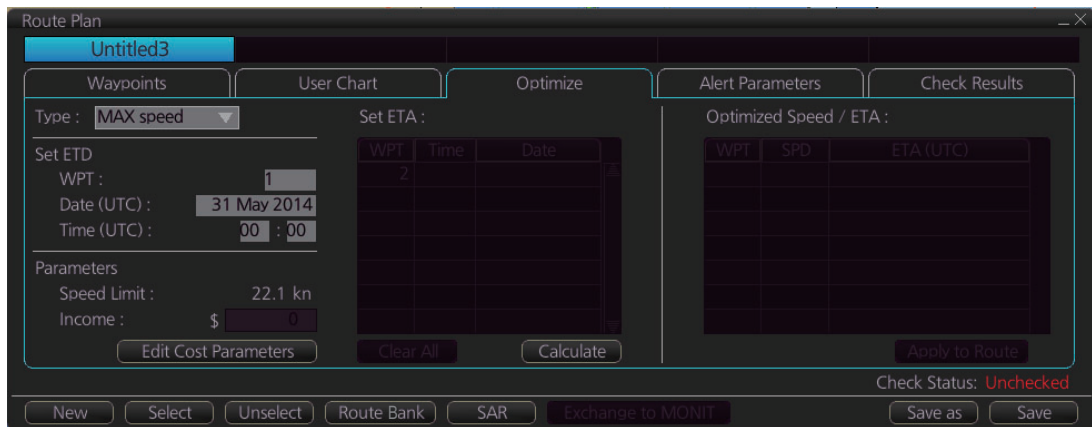 Route Plan
Untitled3
Waypoints
User Chart
Optimize
Alert Parameters
Check Results
Type : MAX speed
Set ETD
WPT : 1
Date (UTC) : 31 May 2014
Time (UTC) : 00 : 00
Parameters
Speed Limit : 22.1 kn
Income : $ 0
Edit Cost Parameters
Set ETA :
WPT Time Date
2
Clear All
Calculate
Optimized Speed / ETA :
WPT SPD ETA (UTC)
Apply to Route
Check Status: Unchecked
New
Select
Unselect
Route Bank
SAR
Exchange to MONIT
Save as
Save